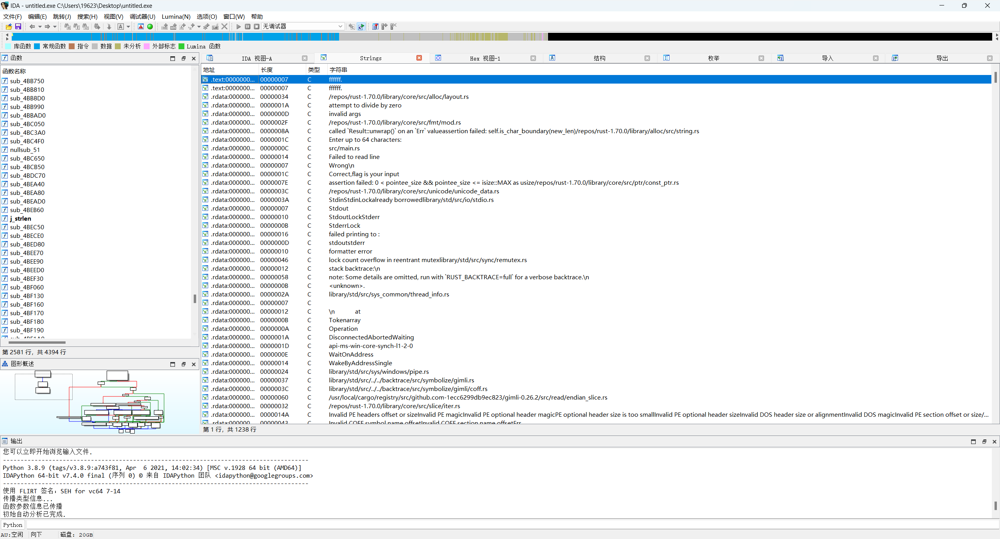 IDA - untitled.exe C:\Users\19623\Desktop\untitled.exe
文件(F) 编辑(E) 跳转(J) 搜索(H) 视图(V) 调试器(U) Lumina(N) 选项(O) 窗口(W) 帮助
无调试器
库函数 常规函数 指令 数据 未分析 外部标志 Lumina 函数
函数
IDA 视图-A Strings Hex 视图-1 结构 枚举 导入 导出
函数名称
sub_4BB750
sub_4BB810
sub_4BB8D0
sub_4BB990
sub_4BBAD0
sub_4BC050
sub_4BC3A0
sub_4BC4F0
nullsub_51
sub_4BC650
sub_4BCB50
sub_4BDC70
sub_4BEA40
sub_4BEA80
sub_4BEAD0
sub_4BEB60
j_strlen
sub_4BEC50
sub_4BECE0
sub_4BED80
sub_4BEE70
sub_4BEE90
sub_4BEED0
sub_4BEF30
sub_4BF060
sub_4BF130
sub_4BF160
sub_4BF170
sub_4BF180
sub_4BF190
sub_4BF1A0
第 2581 行，共 4394 行
图形概述
地址 长度 类型 字符串
.text:0000000... 00000007 C ffffff.
.text:0000000... 00000007 C ffffff.
.rdata:000000... 00000034 C /repos/rust-1.70.0/library/core/src/alloc/layout.rs
.rdata:000000... 0000001A C attempt to divide by zero
.rdata:000000... 0000000D C invalid args
.rdata:000000... 0000002F C /repos/rust-1.70.0/library/core/src/fmt/mod.rs
.rdata:000000... 0000008A C called `Result::unwrap()` on an `Err` valueassertion failed: self.is_char_boundary(new_len)/repos/rust-1.70.0/library/alloc/src/string.rs
.rdata:000000... 0000001C C Enter up to 64 characters:
.rdata:000000... 0000000C C src/main.rs
.rdata:000000... 00000014 C Failed to read line
.rdata:000000... 00000007 C Wrong\n
.rdata:000000... 0000001C C Correct,flag is your input
.rdata:000000... 0000007E C assertion failed: 0 < pointee_size && pointee_size <= isize::MAX as usize/repos/rust-1.70.0/library/core/src/ptr/const_ptr.rs
.rdata:000000... 0000003C C /repos/rust-1.70.0/library/core/src/unicode/unicode_data.rs
.rdata:000000... 0000003A C StdinStdinLockalready borrowedlibrary/std/src/io/stdio.rs
.rdata:000000... 00000007 C Stdout
.rdata:000000... 00000010 C StdoutLockStderr
.rdata:000000... 0000000B C StderrLock
.rdata:000000... 00000016 C failed printing to :
.rdata:000000... 0000000D C stdoutstderr
.rdata:000000... 00000010 C formatter error
.rdata:000000... 00000046 C lock count overflow in reentrant mutexlibrary/std/src/sync/remutex.rs
.rdata:000000... 00000012 C stack backtrace:\n
.rdata:000000... 00000058 C note: Some details are omitted, run with `RUST_BACKTRACE=full` for a verbose backtrace.\n
.rdata:000000... 0000000B C <unknown>.
.rdata:000000... 0000002A C library/std/src/sys_common/thread_info.rs
.rdata:000000... 00000007 C
.rdata:000000... 00000012 C \n at
.rdata:000000... 0000000B C Tokenarray
.rdata:000000... 0000000A C Operation
.rdata:000000... 0000001A C DisconnectedAbortedWaiting
.rdata:000000... 0000001D C api-ms-win-core-synch-l1-2-0
.rdata:000000... 0000000E C WaitOnAddress
.rdata:000000... 00000014 C WakeByAddressSingle
.rdata:000000... 00000024 C library/std/src/sys/windows/pipe.rs
.rdata:000000... 00000037 C library/std/src/../../backtrace/src/symbolize/gimli.rs
.rdata:000000... 0000003C C library/std/src/../../backtrace/src/symbolize/gimli/coff.rs
.rdata:000000... 00000060 C /usr/local/cargo/registry/src/github.com-1ecc6299db9ec823/gimli-0.26.2/src/read/endian_slice.rs
.rdata:000000... 00000032 C /repos/rust-1.70.0/library/core/src/slice/iter.rs
.rdata:000000... 0000014A C Invalid PE headers offset or sizeInvalid PE magicInvalid PE optional header magicPE optional header size is too smallInvalid PE optional header sizeInvalid DOS header size or alignmentInvalid DOS magicInvalid PE section offset or size/...
.rdata:000000... 00000043 C Invalid COFF symbol name offsetInvalid COFF section name offsetErr
第 1 行，共 1238 行
输出
您可以立即开始浏览输入文件.
---------------------------------------------------------------------------------------
Python 3.8.9 (tags/v3.8.9:a743f81, Apr  6 2021, 14:02:34) [MSC v.1928 64 bit (AMD64)]
IDAPython 64-bit v7.4.0 final (序列 0) © 来自 IDAPython 团队 <idapython@googlegroups.com>
---------------------------------------------------------------------------------------
使用 FLIRT 签名：SEH for vc64 7-14
传播类型信息...
函数参数信息已传播
初始自动分析已完成.
Python
AU:空闲 向下 磁盘: 20GB